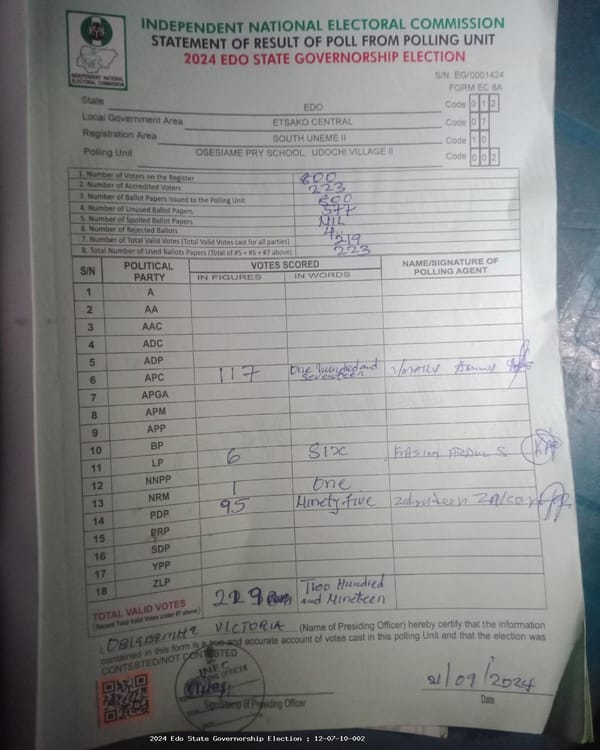 INDEPENDENT NATIONAL ELECTORAL COMMISSION
STATEMENT OF RESULT OF POLL FROM POLLING UNIT
2024 EDO STATE GOVERNORSHIP ELECTION
INEC
INDEPENDENT NATIONAL ELECTORAL COMMISSION
S/N: EG/0001424
FORM EC 8A
State EDO Code 0 1 2
Local Government Area ETSAKO CENTRAL Code 0 7
Registration Area SOUTH UNEME II Code 1 0
Polling Unit OSESIAME PRY SCHOOL, UDOCHI VILLAGE II Code 0 0 2
1. Number of Voters on the Register 600
2. Number of Accredited Voters 223
3. Number of Ballot Papers Issued to the Polling Unit 600
4. Number of Unused Ballot Papers 377
5. Number of Spoiled Ballot Papers NIL
6. Number of Rejected Ballots 4
7. Number of Total Valid Votes (Total Valid Votes cast for all parties) 219
8. Total Number of Used Ballots Papers (Total of #5 + #6 + #7 above) 223
S/N POLITICAL PARTY VOTES SCORED NAME/SIGNATURE OF POLLING AGENT
IN FIGURES IN WORDS
1 A
2 AA
3 AAC
4 ADC
5 ADP
6 APC 117 One hundred and Seventeen
7 APGA
8 APM
9 APP
10 BP
11 LP 6 Six
12 NNPP
13 NRM 1 One
14 PDP 95 Ninety five
15 PRP
16 SDP
17 YPP
18 ZLP
TOTAL VALID VOTES 219 Two Hundred and Nineteen
(Record Total Valid Votes under #7 above)
I, VICTORIA (Name of Presiding Officer) hereby certify that the information
contained in this form is a true and accurate account of votes cast in this polling Unit and that the election was
CONTESTED/NOT CONTESTED
INEC
Sign/Stamp of Presiding Officer
21/09/2024
Date
2024 Edo State Governorship Election : 12-07-10-002